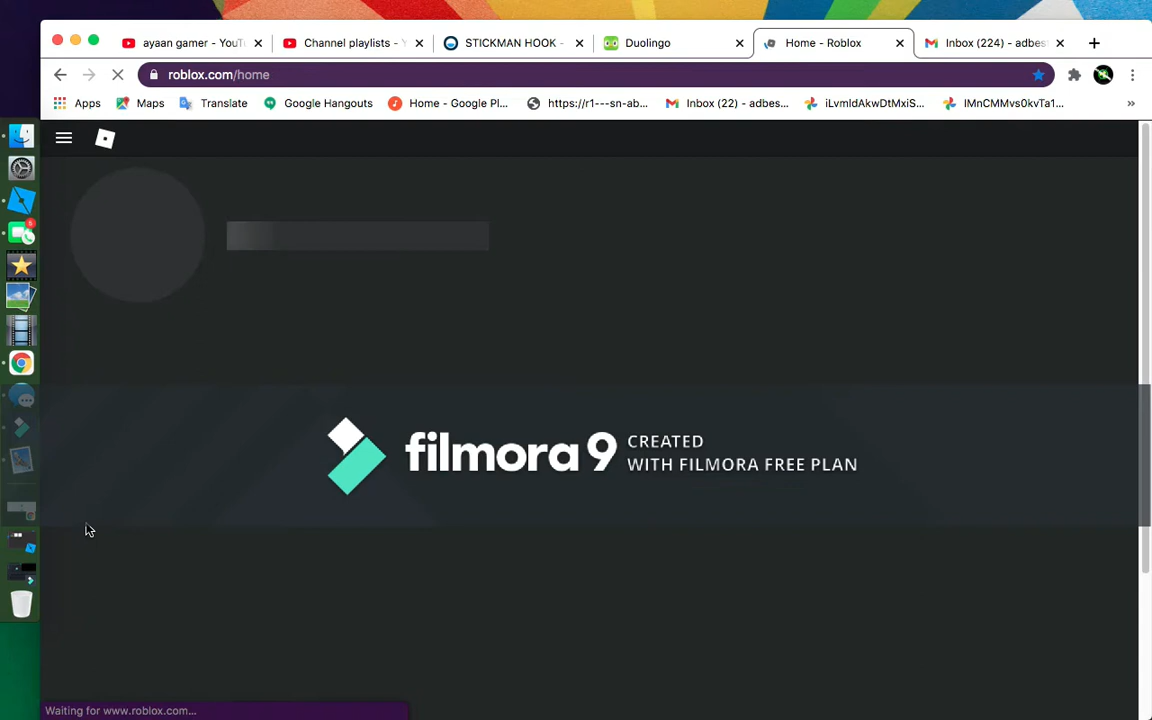 ayaan gamer - YouT
Channel playlists - Y
STICKMAN HOOK -
Duolingo
Home - Roblox
Inbox (224) - adbes
roblox.com/home
Apps
Maps
Translate
Google Hangouts
Home - Google Pl...
https://r1---sn-ab...
Inbox (22) - adbes...
iLvmldAkwDtMxiS...
IMnCMMvs0kvTa1...
»
filmora 9
CREATED
WITH FILMORA FREE PLAN
Waiting for www.roblox.com...